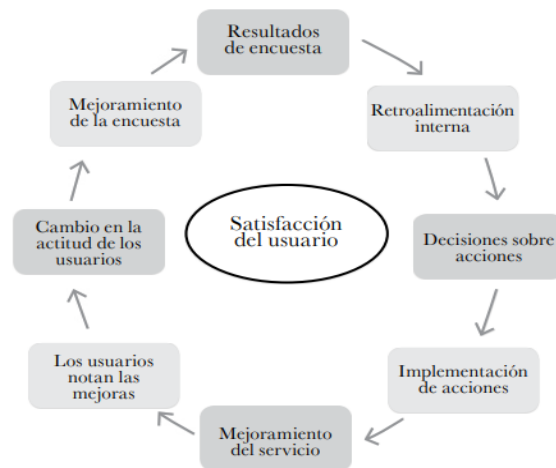 Resultados
de encuesta
Retroalimentación
interna
Decisiones sobre
acciones
Implementación
de acciones
Mejoramiento
del servicio
Los usuarios
notan las
mejoras
Cambio en la
actitud de los
usuarios
Mejoramiento
de la encuesta
Satisfacción
del usuario